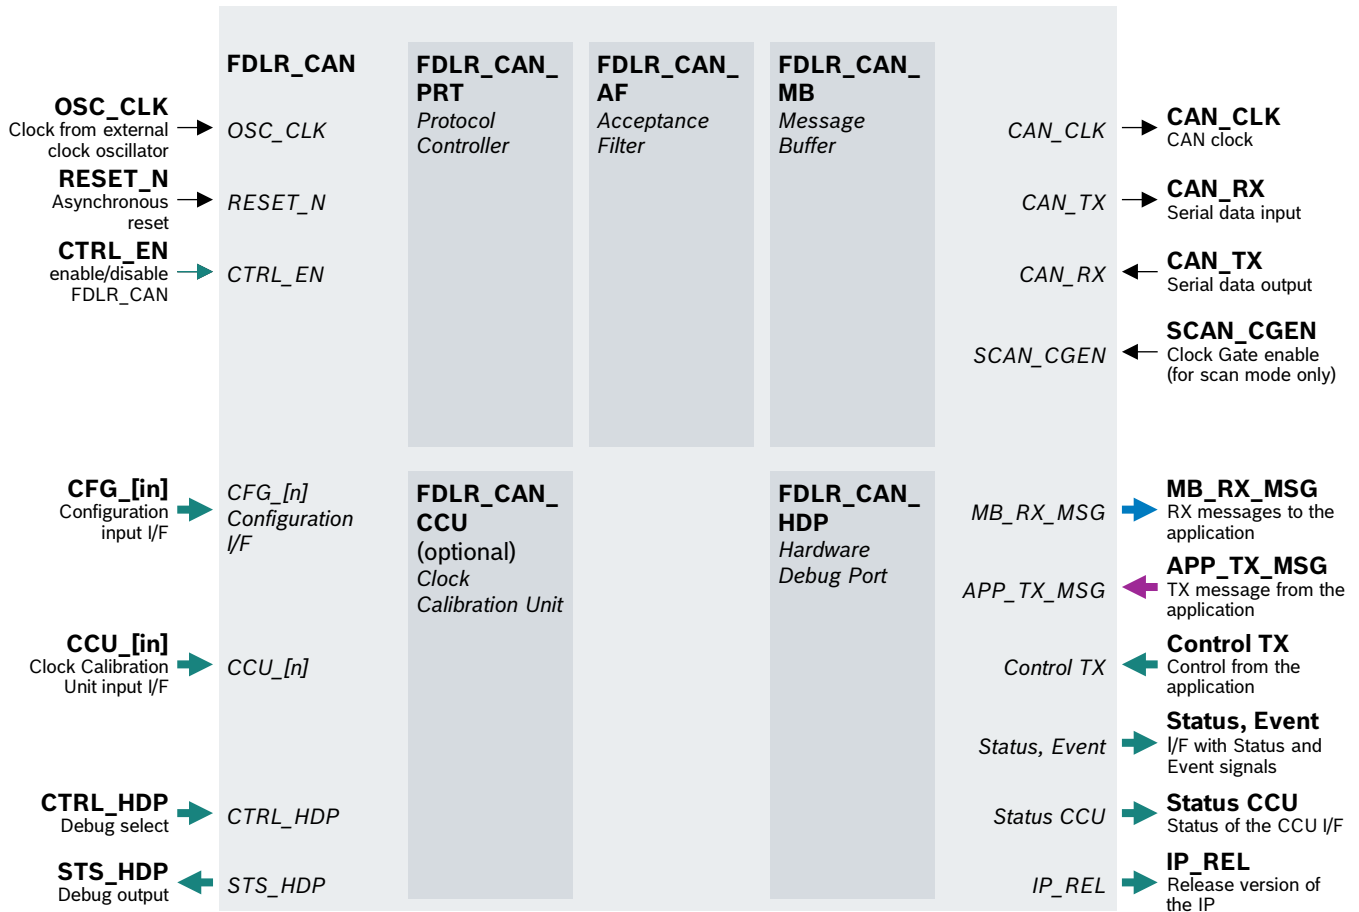 OSC_CLK
Clock from external
clock oscillator
RESET_N
Asynchronous
reset
CTRL_EN
enable/disable
FDLR_CAN
CFG_[in]
Configuration
input I/F
CCU_[in]
Clock Calibration
Unit input I/F
CTRL_HDP
Debug select
STS_HDP
Debug output
FDLR_CAN
OSC_CLK
RESET_N
CTRL_EN
CFG_[n]
Configuration
I/F
CCU_[n]
CTRL_HDP
STS_HDP
FDLR_CAN_
PRT
Protocol
Controller
FDLR_CAN_
AF
Acceptance
Filter
FDLR_CAN_
MB
Message
Buffer
FDLR_CAN_
CCU
(optional)
Clock
Calibration Unit
FDLR_CAN_
HDP
Hardware
Debug Port
CAN_CLK
CAN_TX
CAN_RX
SCAN_CGEN
MB_RX_MSG
APP_TX_MSG
Control TX
Status, Event
Status CCU
IP_REL
CAN_CLK
CAN clock
CAN_RX
Serial data input
CAN_TX
Serial data output
SCAN_CGEN
Clock Gate enable
(for scan mode only)
MB_RX_MSG
RX messages to the
application
APP_TX_MSG
TX message from the
application
Control TX
Control from the
application
Status, Event
I/F with Status and
Event signals
Status CCU
Status of the CCU I/F
IP_REL
Release version of
the IP